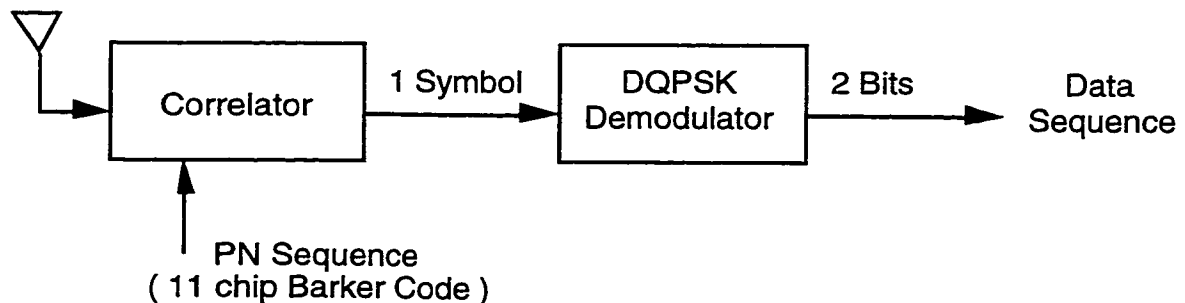 Correlator
1 Symbol
DQPSK
Demodulator
2 Bits
Data
Sequence
PN Sequence
( 11 chip Barker Code )